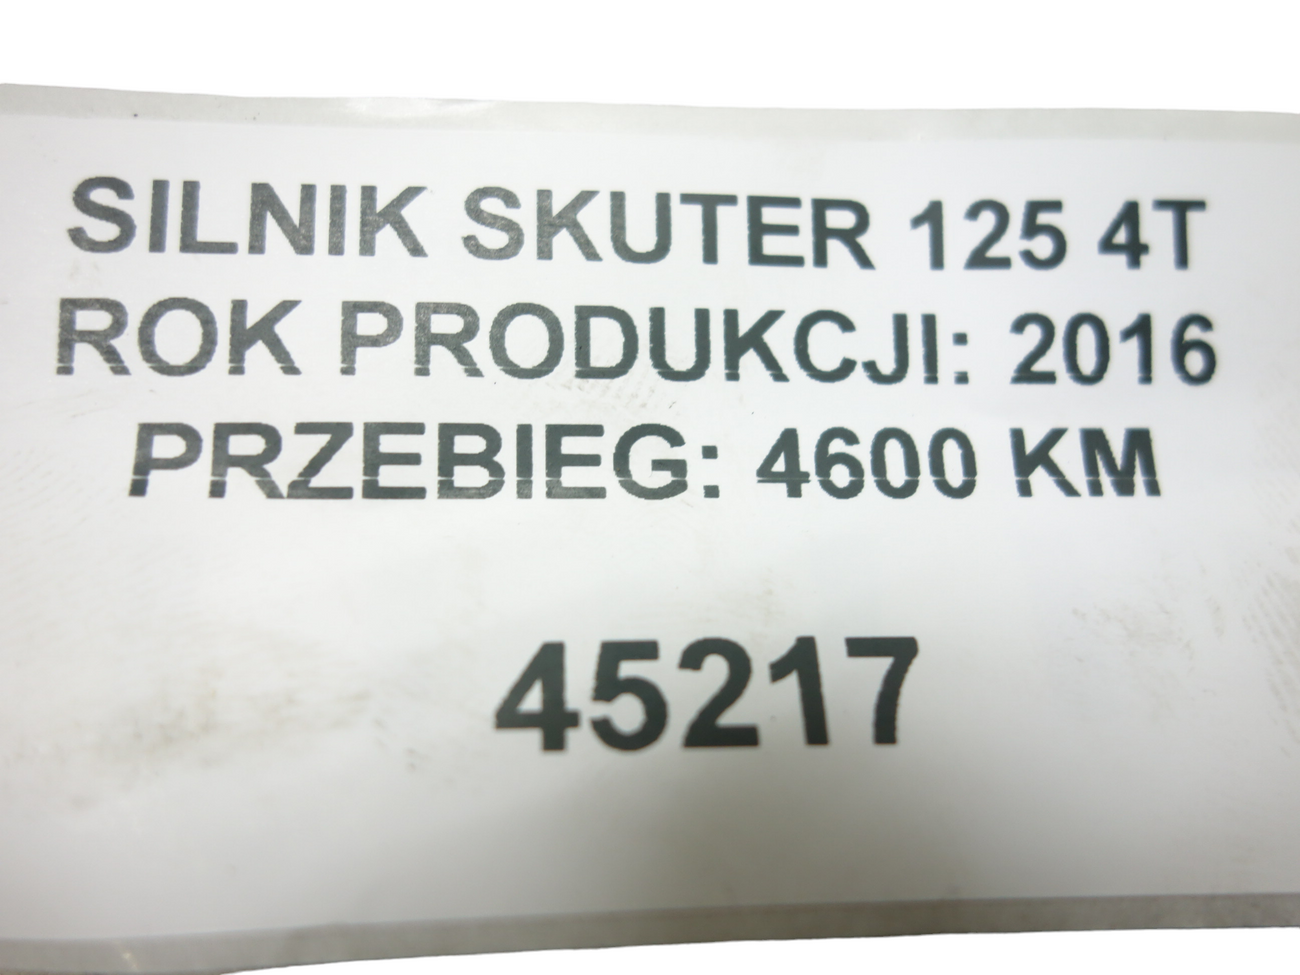 SILNIK SKUTER 125 4T
ROK PRODUKCJI: 2016
PRZEBIEG: 4600 KM
45217